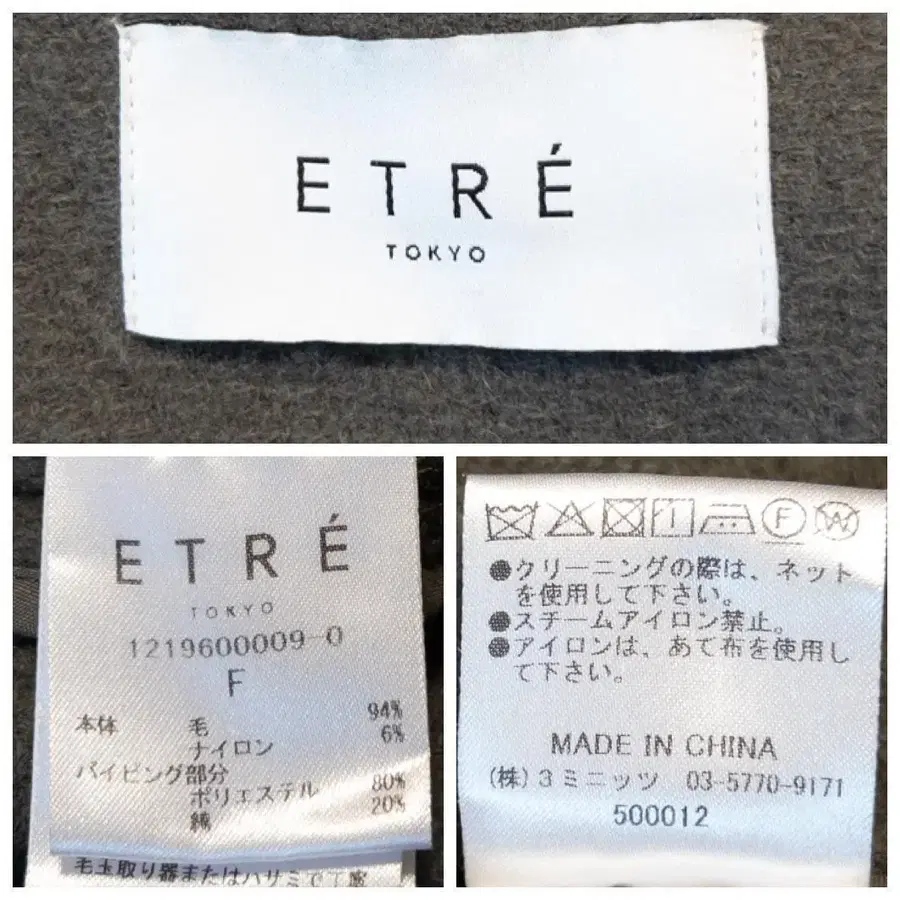 ETRÉ
TOKYO
ETRÉ
TOKYO
1219600009-0
F
本体 毛 94%
ナイロン 6%
パイピング部分
ポリエステル 80%
綿 20%
毛玉取り器またはハサミで丁寧
F
W
●クリーニングの際は、ネット
を使用して下さい。
●スチームアイロン禁止。
●アイロンは、あて布を使用し
て下さい。
MADE IN CHINA
(株)3ミニッツ 03-5770-9171
500012